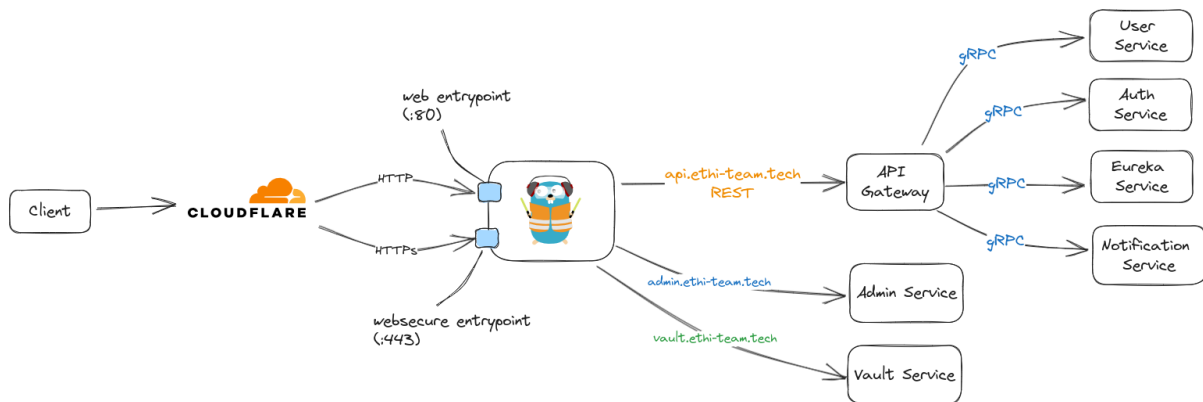 Client
CLOUDFLARE
HTTP
HTTPs
web entrypoint
(:80)
websecure entrypoint
(:443)
api.ethi-team.tech
REST
admin.ethi-team.tech
vault.ethi-team.tech
API
Gateway
Admin Service
Vault Service
gRPC
gRPC
gRPC
gRPC
User
Service
Auth
Service
Eureka
Service
Notification
Service